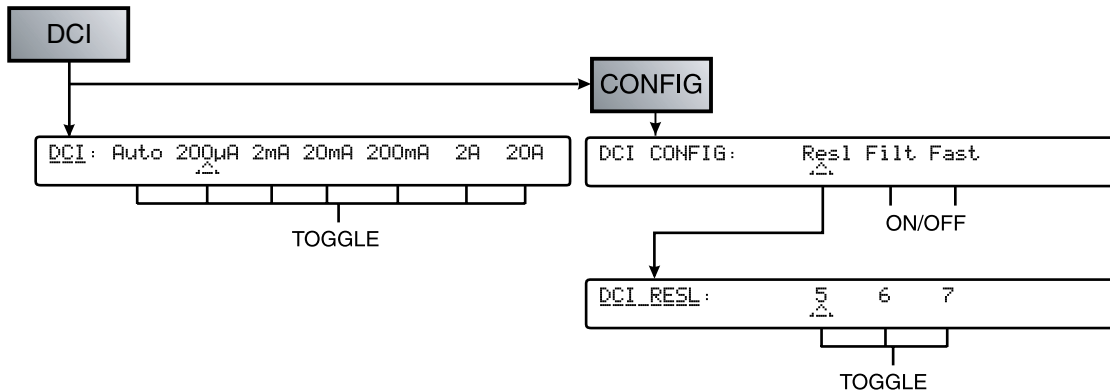 DCI
CONFIG
DCI: Auto 200µA 2mA 20mA 200mA 2A 20A
TOGGLE
DCI CONFIG: Resl Filt Fast
ON/OFF
DCI_RESL: 5 6 7
TOGGLE